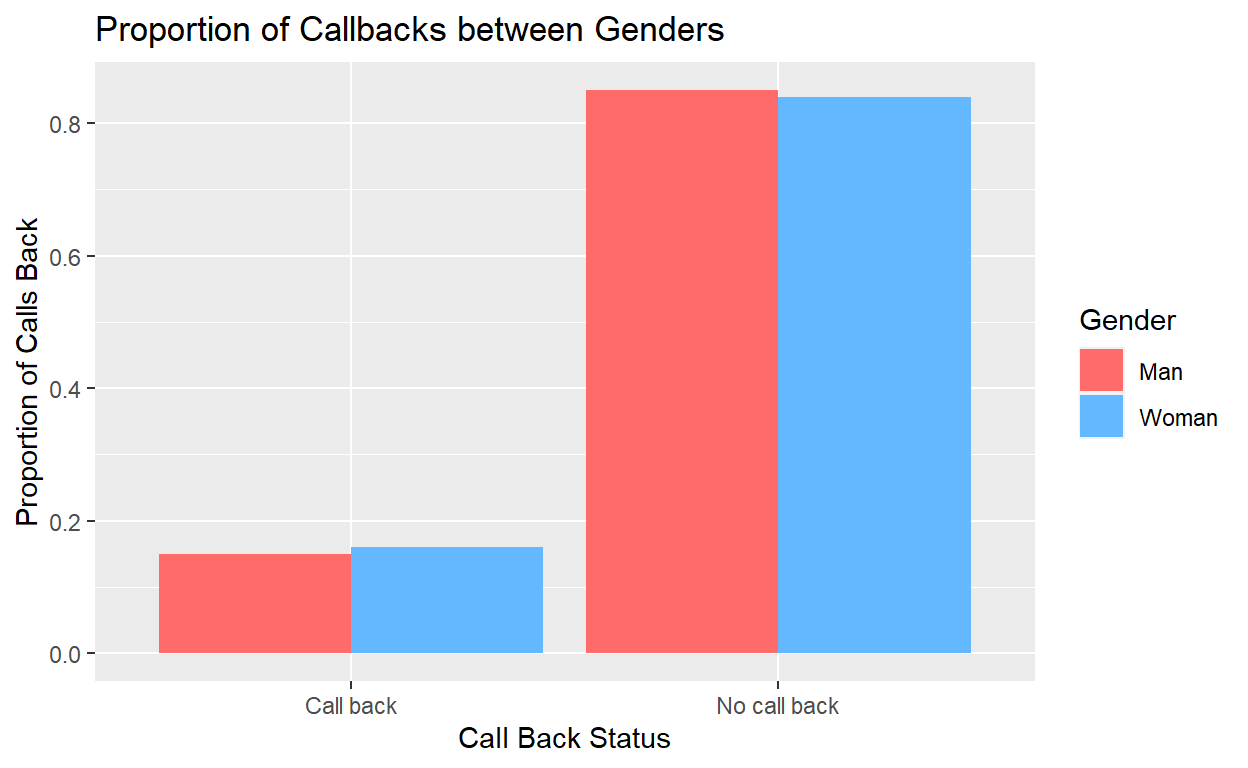 Proportion of Callbacks between Genders
Proportion of Calls Back
0.8
0.6
0.4
0.2
0.0
Call back
No call back
Call Back Status
Gender
Man
Woman